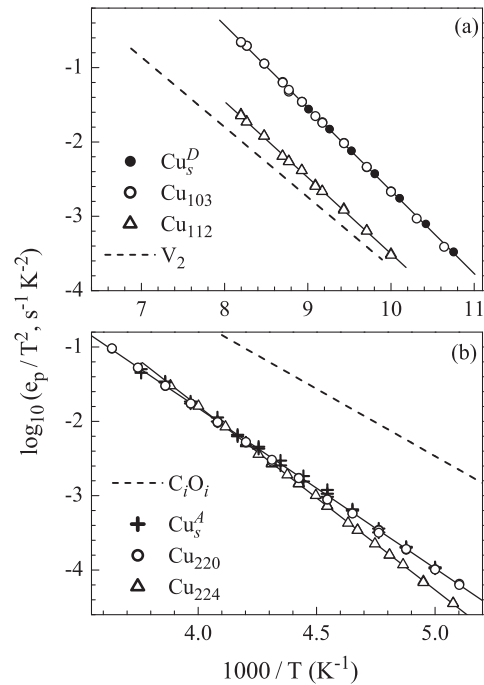 (a)
-1
-2
-3
-4
Cu_s^D
Cu_103
Cu_112
V_2
7 8 9 10 11
log_10 (e_p / T^2, s^-1 K^-2)
(b)
-1
-2
-3
-4
C_iO_i
Cu_s^A
Cu_220
Cu_224
4.0 4.5 5.0
1000 / T (K^-1)